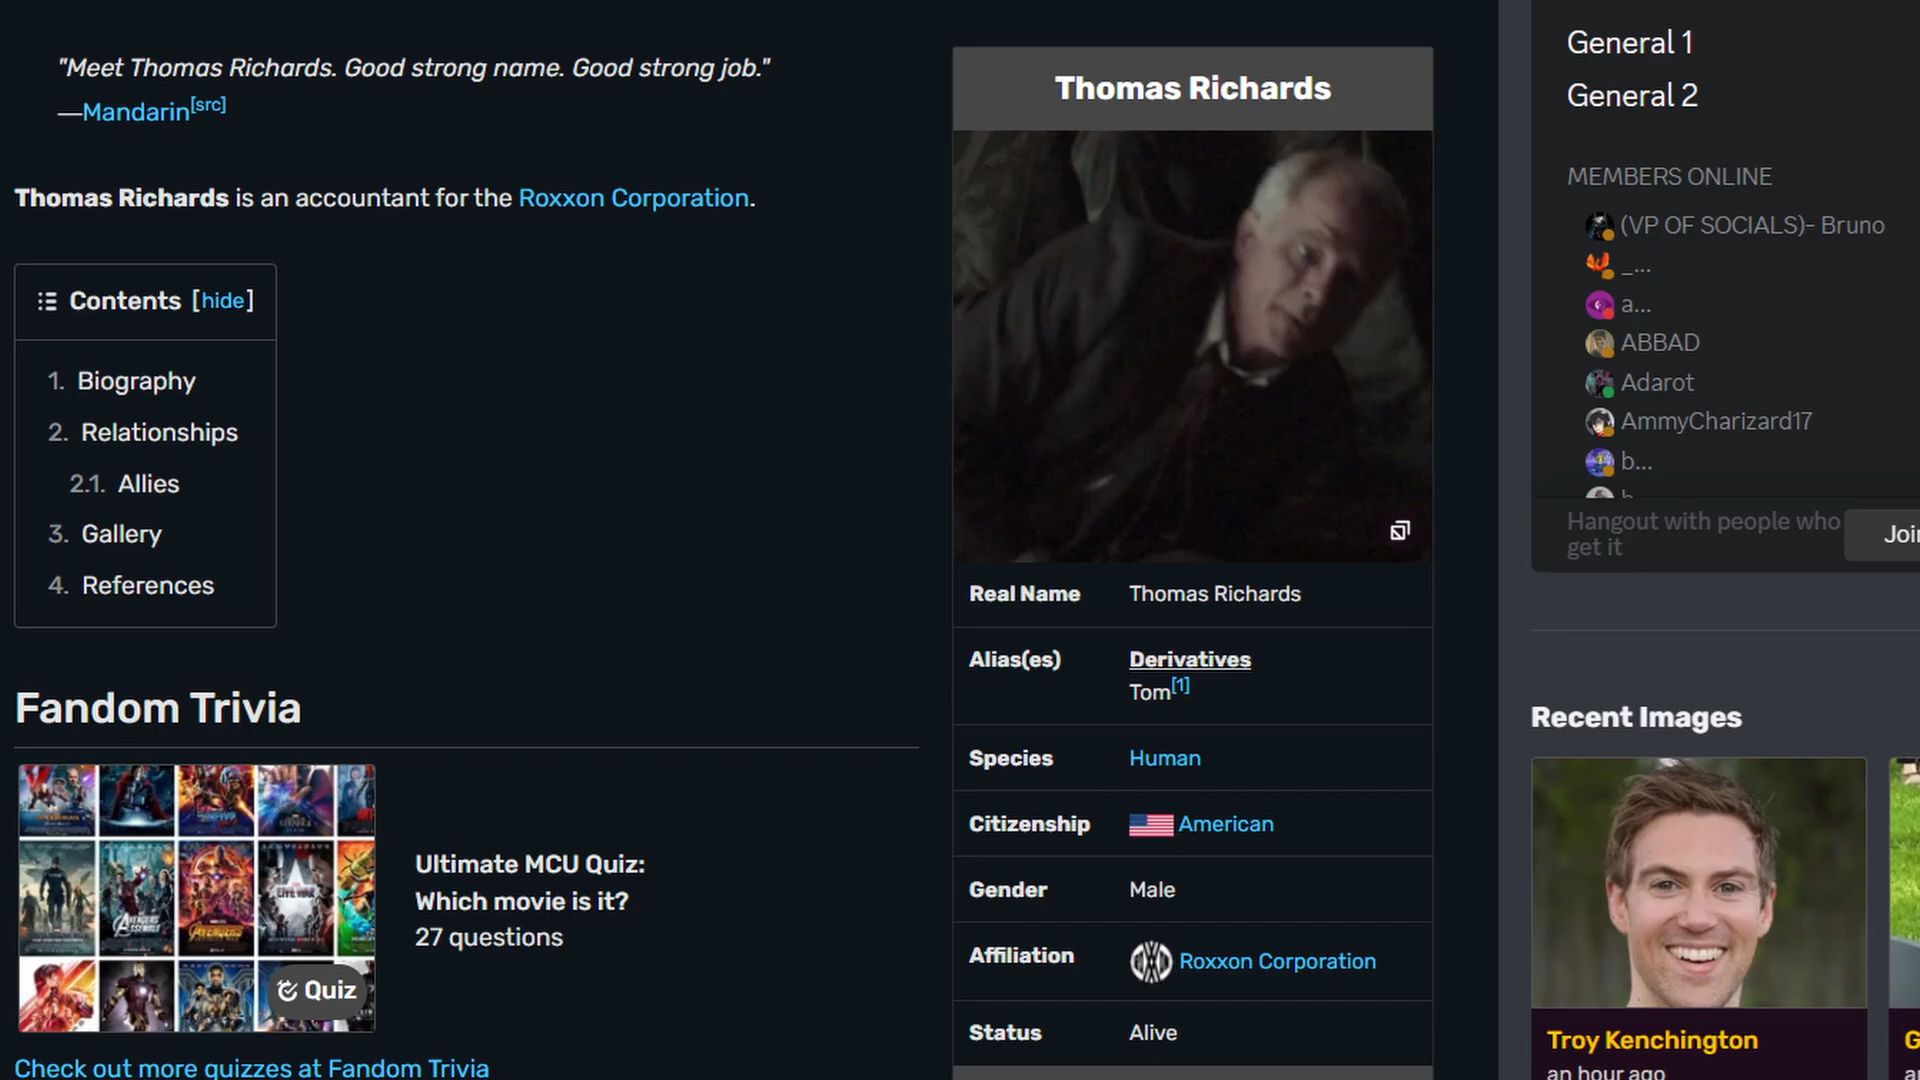 "Meet Thomas Richards. Good strong name. Good strong job."
—Mandarin[src]
Thomas Richards is an accountant for the Roxxon Corporation.
Contents [hide]
1. Biography
2. Relationships
2.1. Allies
3. Gallery
4. References
Fandom Trivia
Ultimate MCU Quiz:
Which movie is it?
27 questions
Quiz
Check out more quizzes at Fandom Trivia
Thomas Richards
Real Name Thomas Richards
Alias(es) Derivatives
Tom[1]
Species Human
Citizenship American
Gender Male
Affiliation Roxxon Corporation
Status Alive
General 1
General 2
MEMBERS ONLINE
(VP OF SOCIALS)- Bruno
_...
a...
ABBAD
Adarot
AmmyCharizard17
b...
Hangout with people who
get it
Join
Recent Images
Troy Kenchington
an hour ago